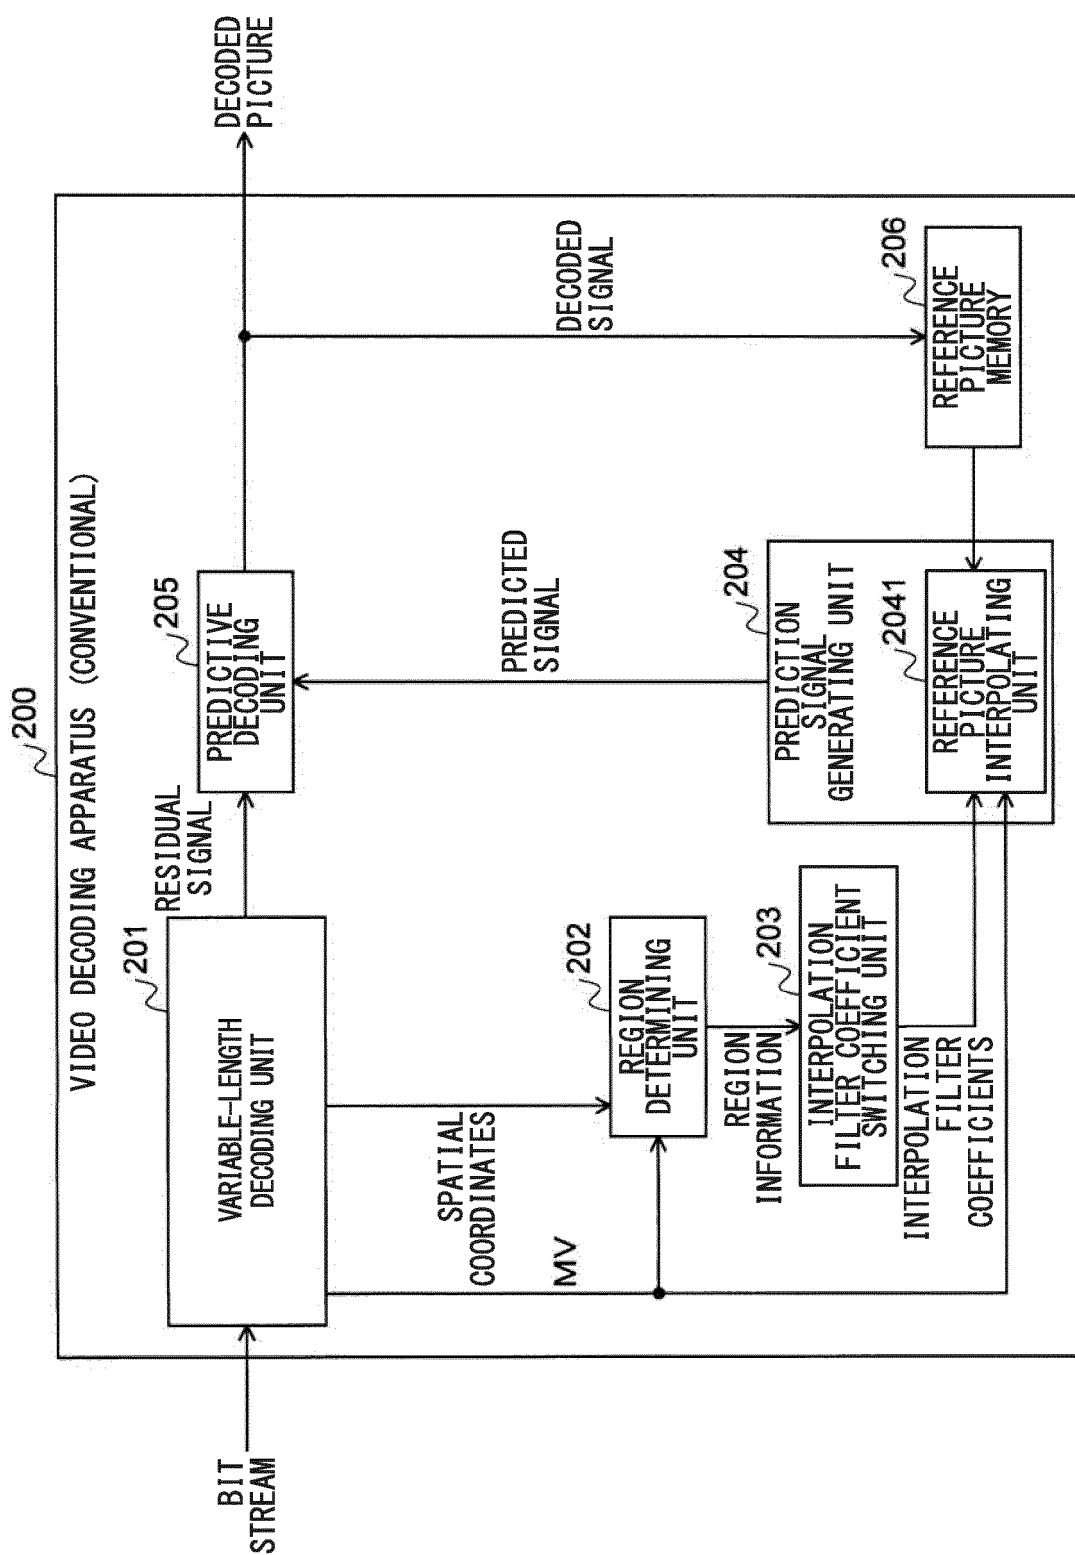 200
VIDEO DECODING APPARATUS (CONVENTIONAL)
BIT
STREAM
201
VARIABLE-LENGTH
DECODING UNIT
RESIDUAL
SIGNAL
205
PREDICTIVE
DECODING
UNIT
DECODED
PICTURE
SPATIAL
COORDINATES
MV
PREDICTED
SIGNAL
DECODED
SIGNAL
202
REGION
DETERMINING
UNIT
REGION
INFORMATION
203
INTERPOLATION
FILTER COEFFICIENT
SWITCHING UNIT
INTERPOLATION
FILTER
COEFFICIENTS
204
PREDICTION
SIGNAL
GENERATING UNIT
2041
REFERENCE
PICTURE
INTERPOLATING
UNIT
206
REFERENCE
PICTURE
MEMORY